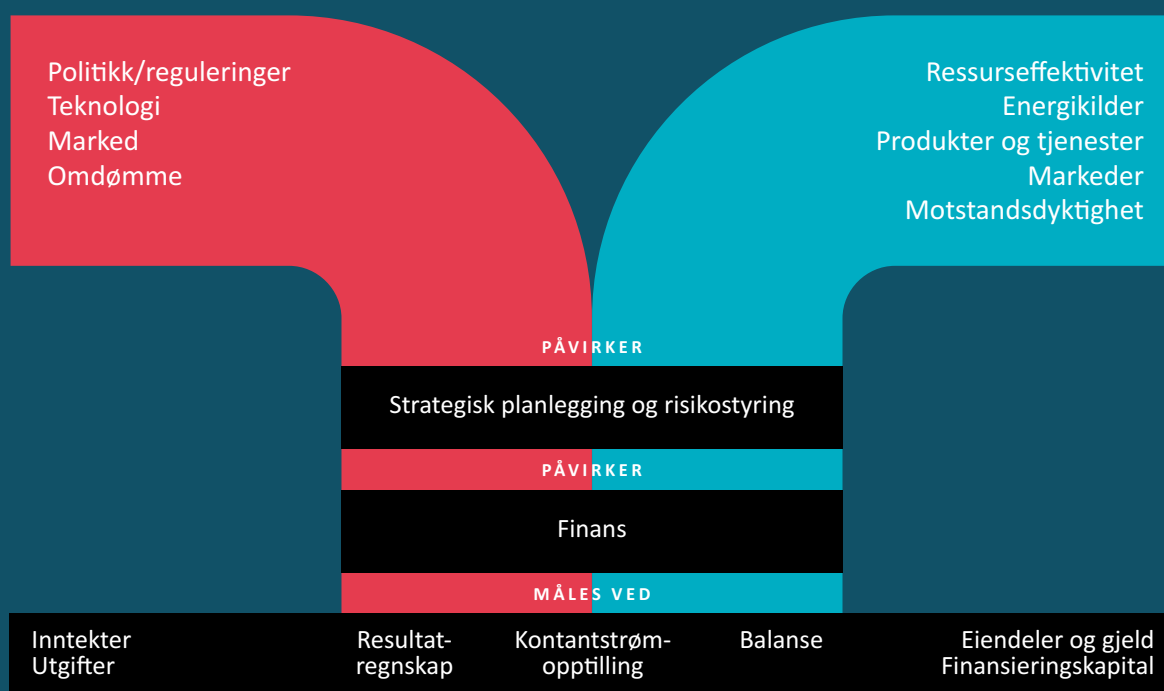 Politikk/reguleringer
Teknologi
Marked
Omdømme
Ressurseffektivitet
Energikilder
Produkter og tjenester
Markeder
Motstandsdyktighet
PÅVIRKER
Strategisk planlegging og risikostyring
PÅVIRKER
Finans
MÅLES VED
Inntekter
Utgifter
Resultat-
regnskap
Kontantstrøm-
opptilling
Balanse
Eiendeler og gjeld
Finansieringskapital